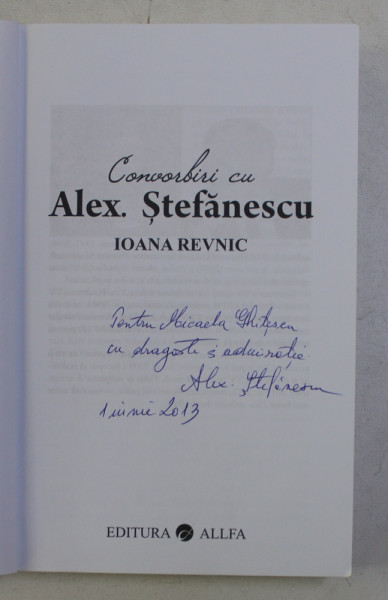 Convorbiri cu
Alex. Ștefănescu
IOANA REVNIC
Pentru Micaela Ghițescu
cu dragoste și admirație
Alex. Ștefănescu
1 iunie 2013
EDITURA ALLFA